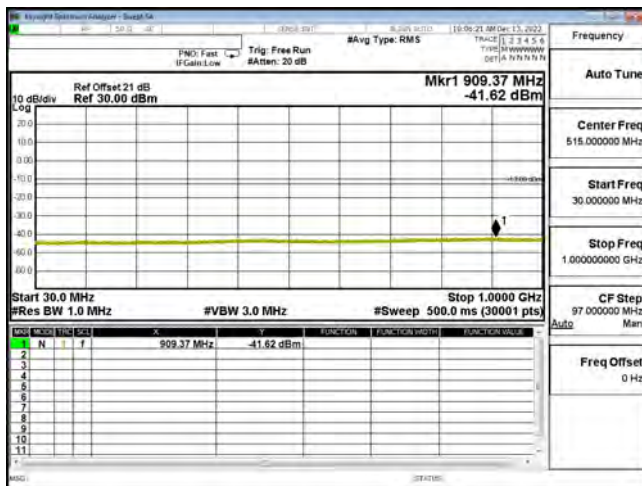 Keysight Spectrum Analyzer - Swept SA
RF 50 Ω AC SENSE:INT ALIGN AUTO 10:06:21 AM Dec 13, 2022
#Avg Type: RMS TRACE 1 2 3 4 5 6
PNO: Fast Trig: Free Run TYPE M WWWWW
IFGain:Low #Atten: 20 dB DET A N N N N N
Frequency
Auto Tune
Center Freq
515.000000 MHz
Start Freq
30.000000 MHz
Stop Freq
1.000000000 GHz
CF Step
97.000000 MHz
Auto Man
Freq Offset
0 Hz
Mkr1 909.37 MHz
-41.62 dBm
Ref Offset 21 dB
10 dB/div Ref 30.00 dBm
Log
20.0
10.0
0.00
-10.0
-13.00 dBm
-20.0
-30.0
-40.0
1
-50.0
-60.0
Start 30.0 MHz Stop 1.0000 GHz
#Res BW 1.0 MHz #VBW 3.0 MHz #Sweep 500.0 ms (30001 pts)
MKR MODE TRC SCL X Y FUNCTION FUNCTION WIDTH FUNCTION VALUE
1 N 1 f 909.37 MHz -41.62 dBm
2
3
4
5
6
7
8
9
10
11
MSG STATUS